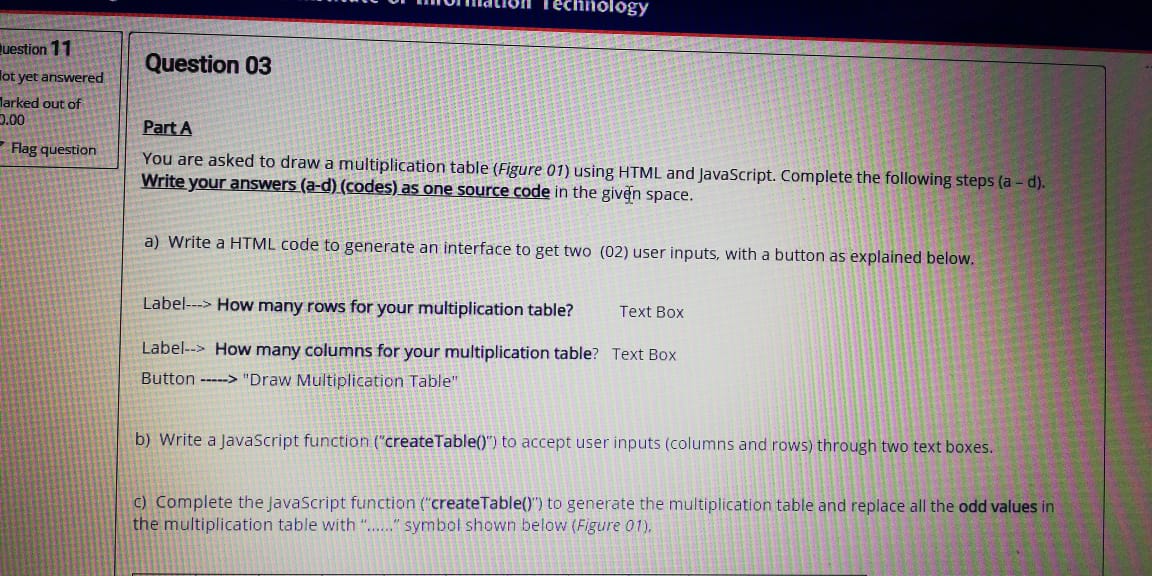 Technology
Question 11
Not yet answered
Marked out of
0.00
Flag question
Question 03
Part A
You are asked to draw a multiplication table (Figure 01) using HTML and JavaScript. Complete the following steps (a – d).
Write your answers (a-d) (codes) as one source code in the given space.
a) Write a HTML code to generate an interface to get two (02) user inputs, with a button as explained below.
Label---> How many rows for your multiplication table? Text Box
Label--> How many columns for your multiplication table? Text Box
Button -----> "Draw Multiplication Table"
b) Write a JavaScript function ("createTable()") to accept user inputs (columns and rows) through two text boxes.
c) Complete the JavaScript function ("createTable()") to generate the multiplication table and replace all the odd values in
the multiplication table with "......" symbol shown below (Figure 01).